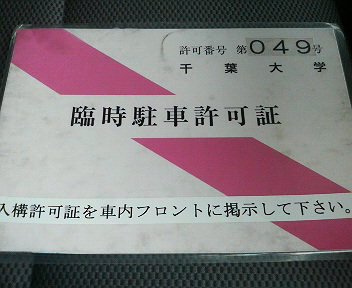 許可番号 第049号
千葉大学
臨時駐車許可証
入構許可証を車内フロントに掲示して下さい。